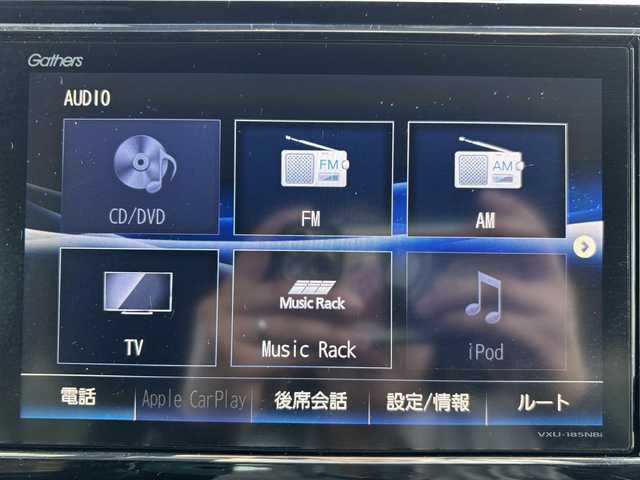 Gathers
AUDIO
FM
AM
CD/DVD
FM
AM
Music Rack
TV
Music Rack
iPod
電話
Apple CarPlay
後席会話
設定/情報
ルート
VXU-185NBi